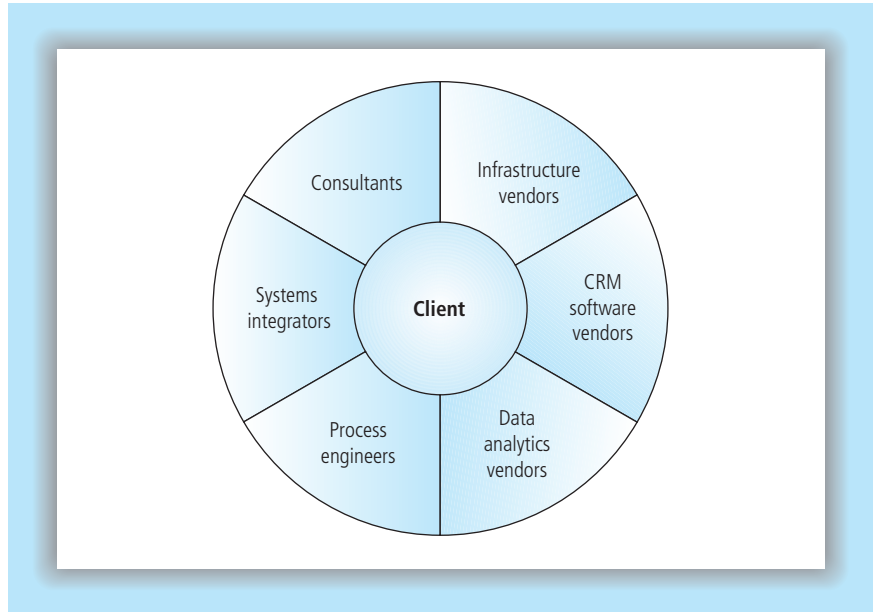 Consultants
Infrastructure
vendors
Systems
integrators
Client
CRM
software
vendors
Process
engineers
Data
analytics
vendors